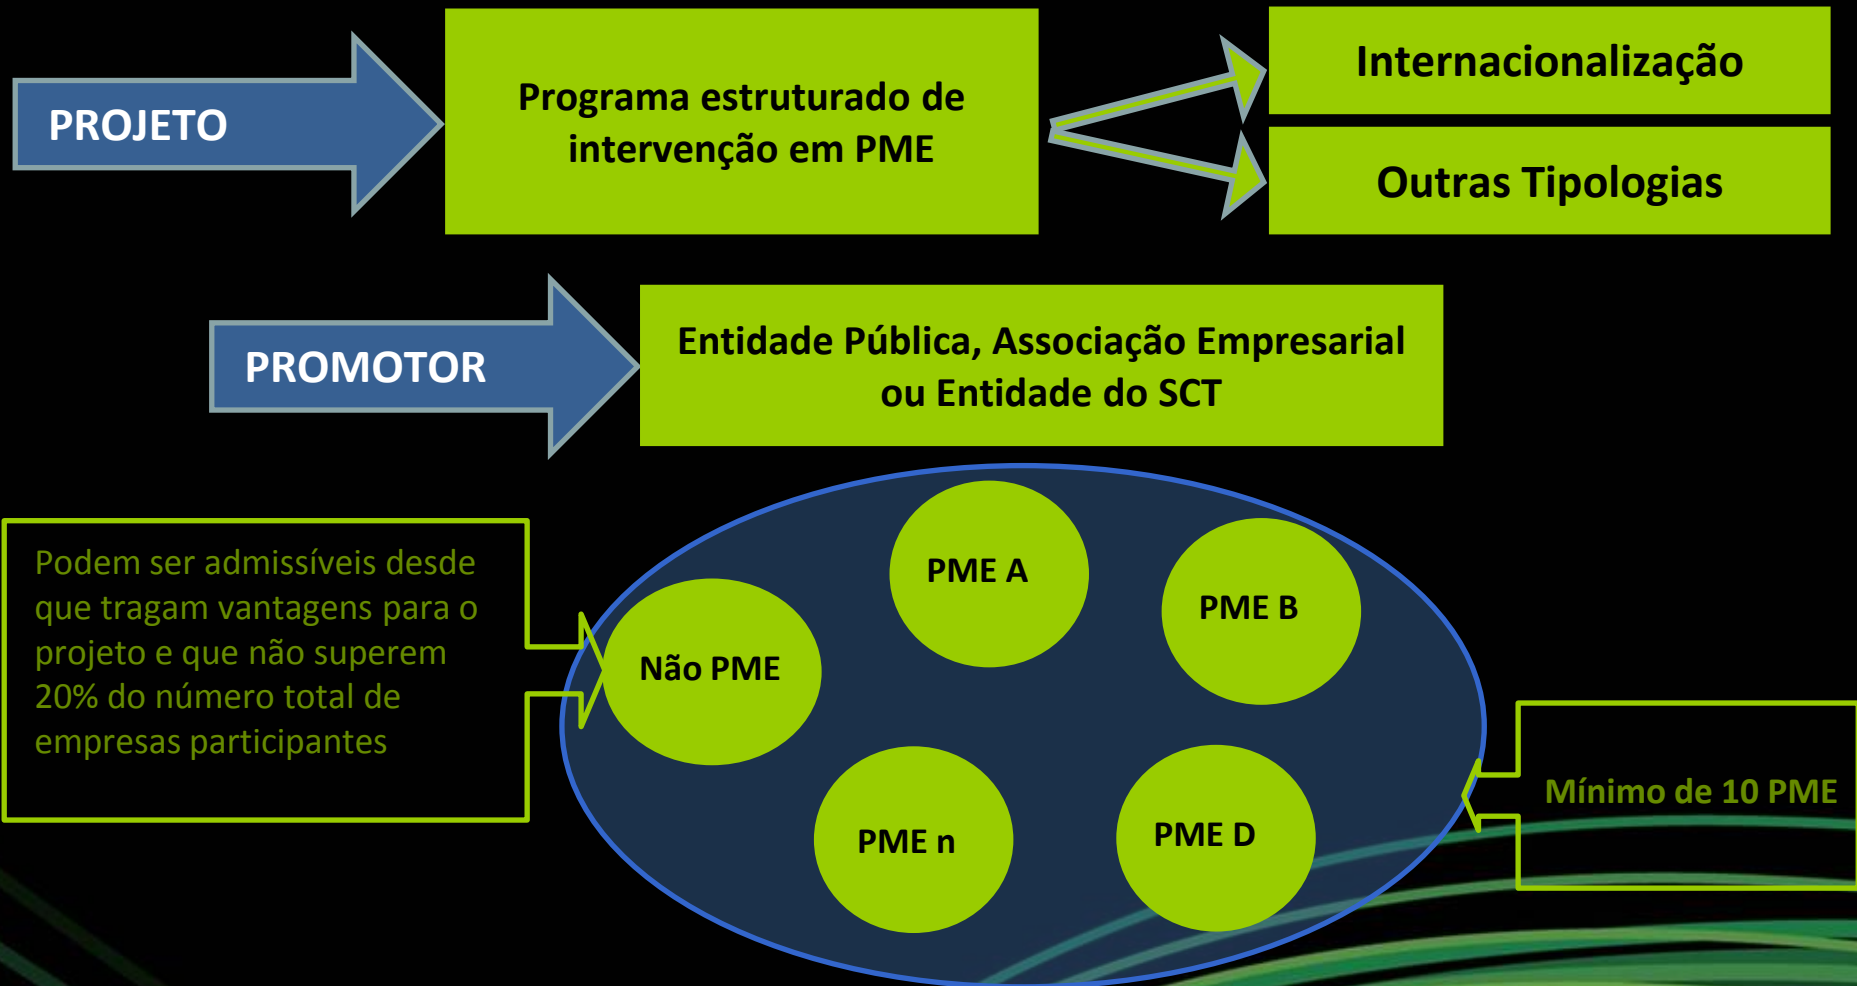 PROJETO
Programa estruturado de
intervenção em PME
Internacionalização
Outras Tipologias
PROMOTOR
Entidade Pública, Associação Empresarial
ou Entidade do SCT
Podem ser admissíveis desde
que tragam vantagens para o
projeto e que não superem
20% do número total de
empresas participantes
Não PME
PME A
PME B
PME n
PME D
Mínimo de 10 PME